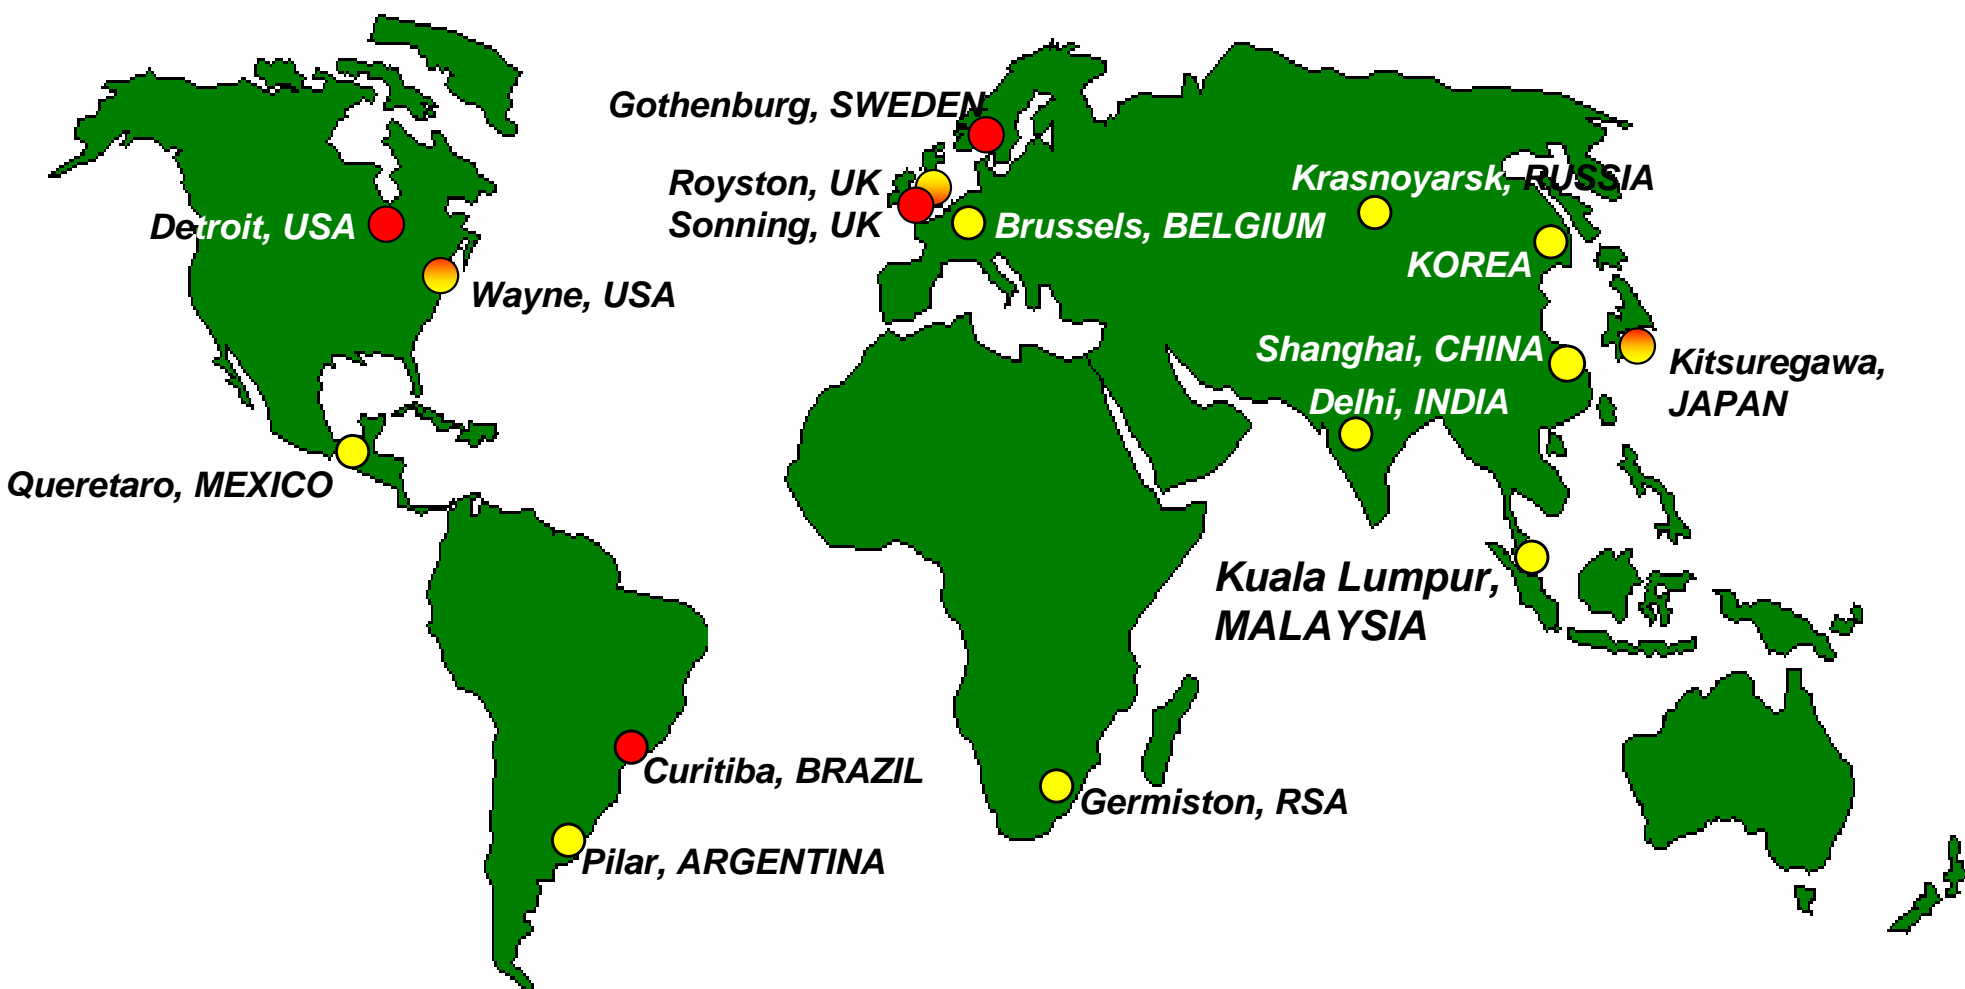 Gothenburg, SWEDEN
Royston, UK
Sonning, UK
Krasnoyarsk, RUSSIA
Detroit, USA
Brussels, BELGIUM
KOREA
Wayne, USA
Shanghai, CHINA
Kitsuregawa,
JAPAN
Delhi, INDIA
Queretaro, MEXICO
Kuala Lumpur,
MALAYSIA
Curitiba, BRAZIL
Germiston, RSA
Pilar, ARGENTINA